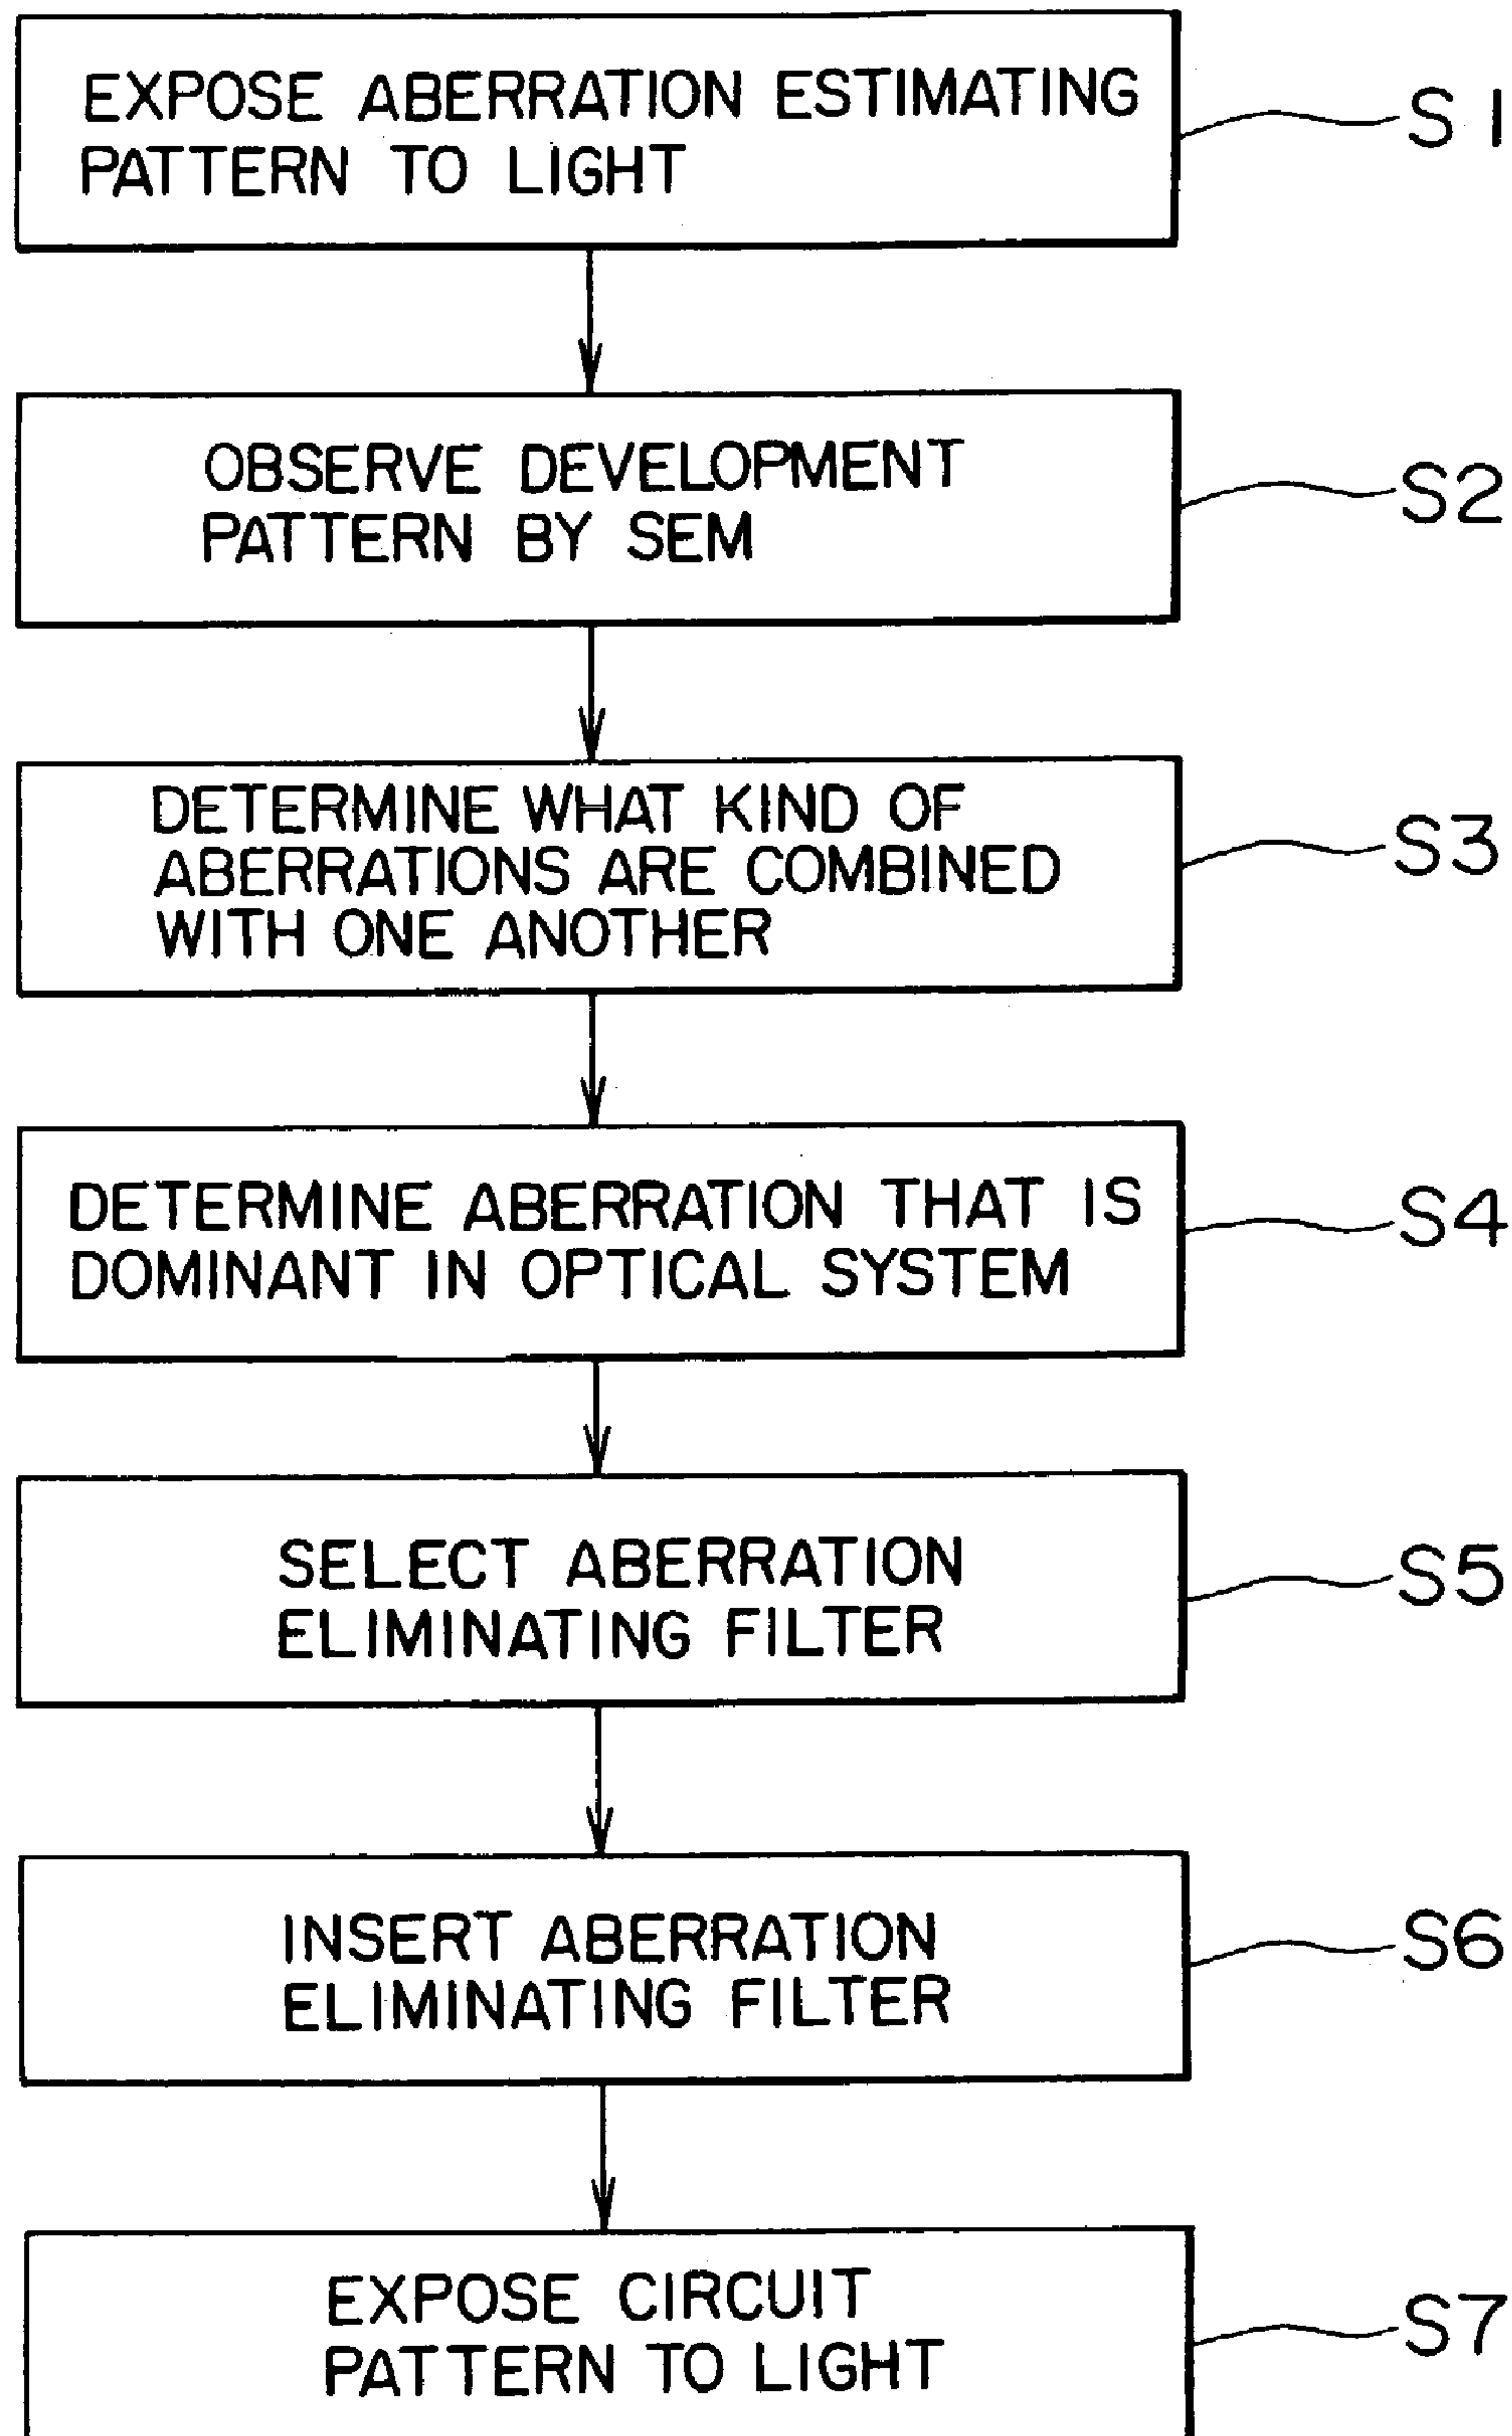 EXPOSE ABERRATION ESTIMATING
PATTERN TO LIGHT
S1
OBSERVE DEVELOPMENT
PATTERN BY SEM
S2
DETERMINE WHAT KIND OF
ABERRATIONS ARE COMBINED
WITH ONE ANOTHER
S3
DETERMINE ABERRATION THAT IS
DOMINANT IN OPTICAL SYSTEM
S4
SELECT ABERRATION
ELIMINATING FILTER
S5
INSERT ABERRATION
ELIMINATING FILTER
S6
EXPOSE CIRCUIT
PATTERN TO LIGHT
S7